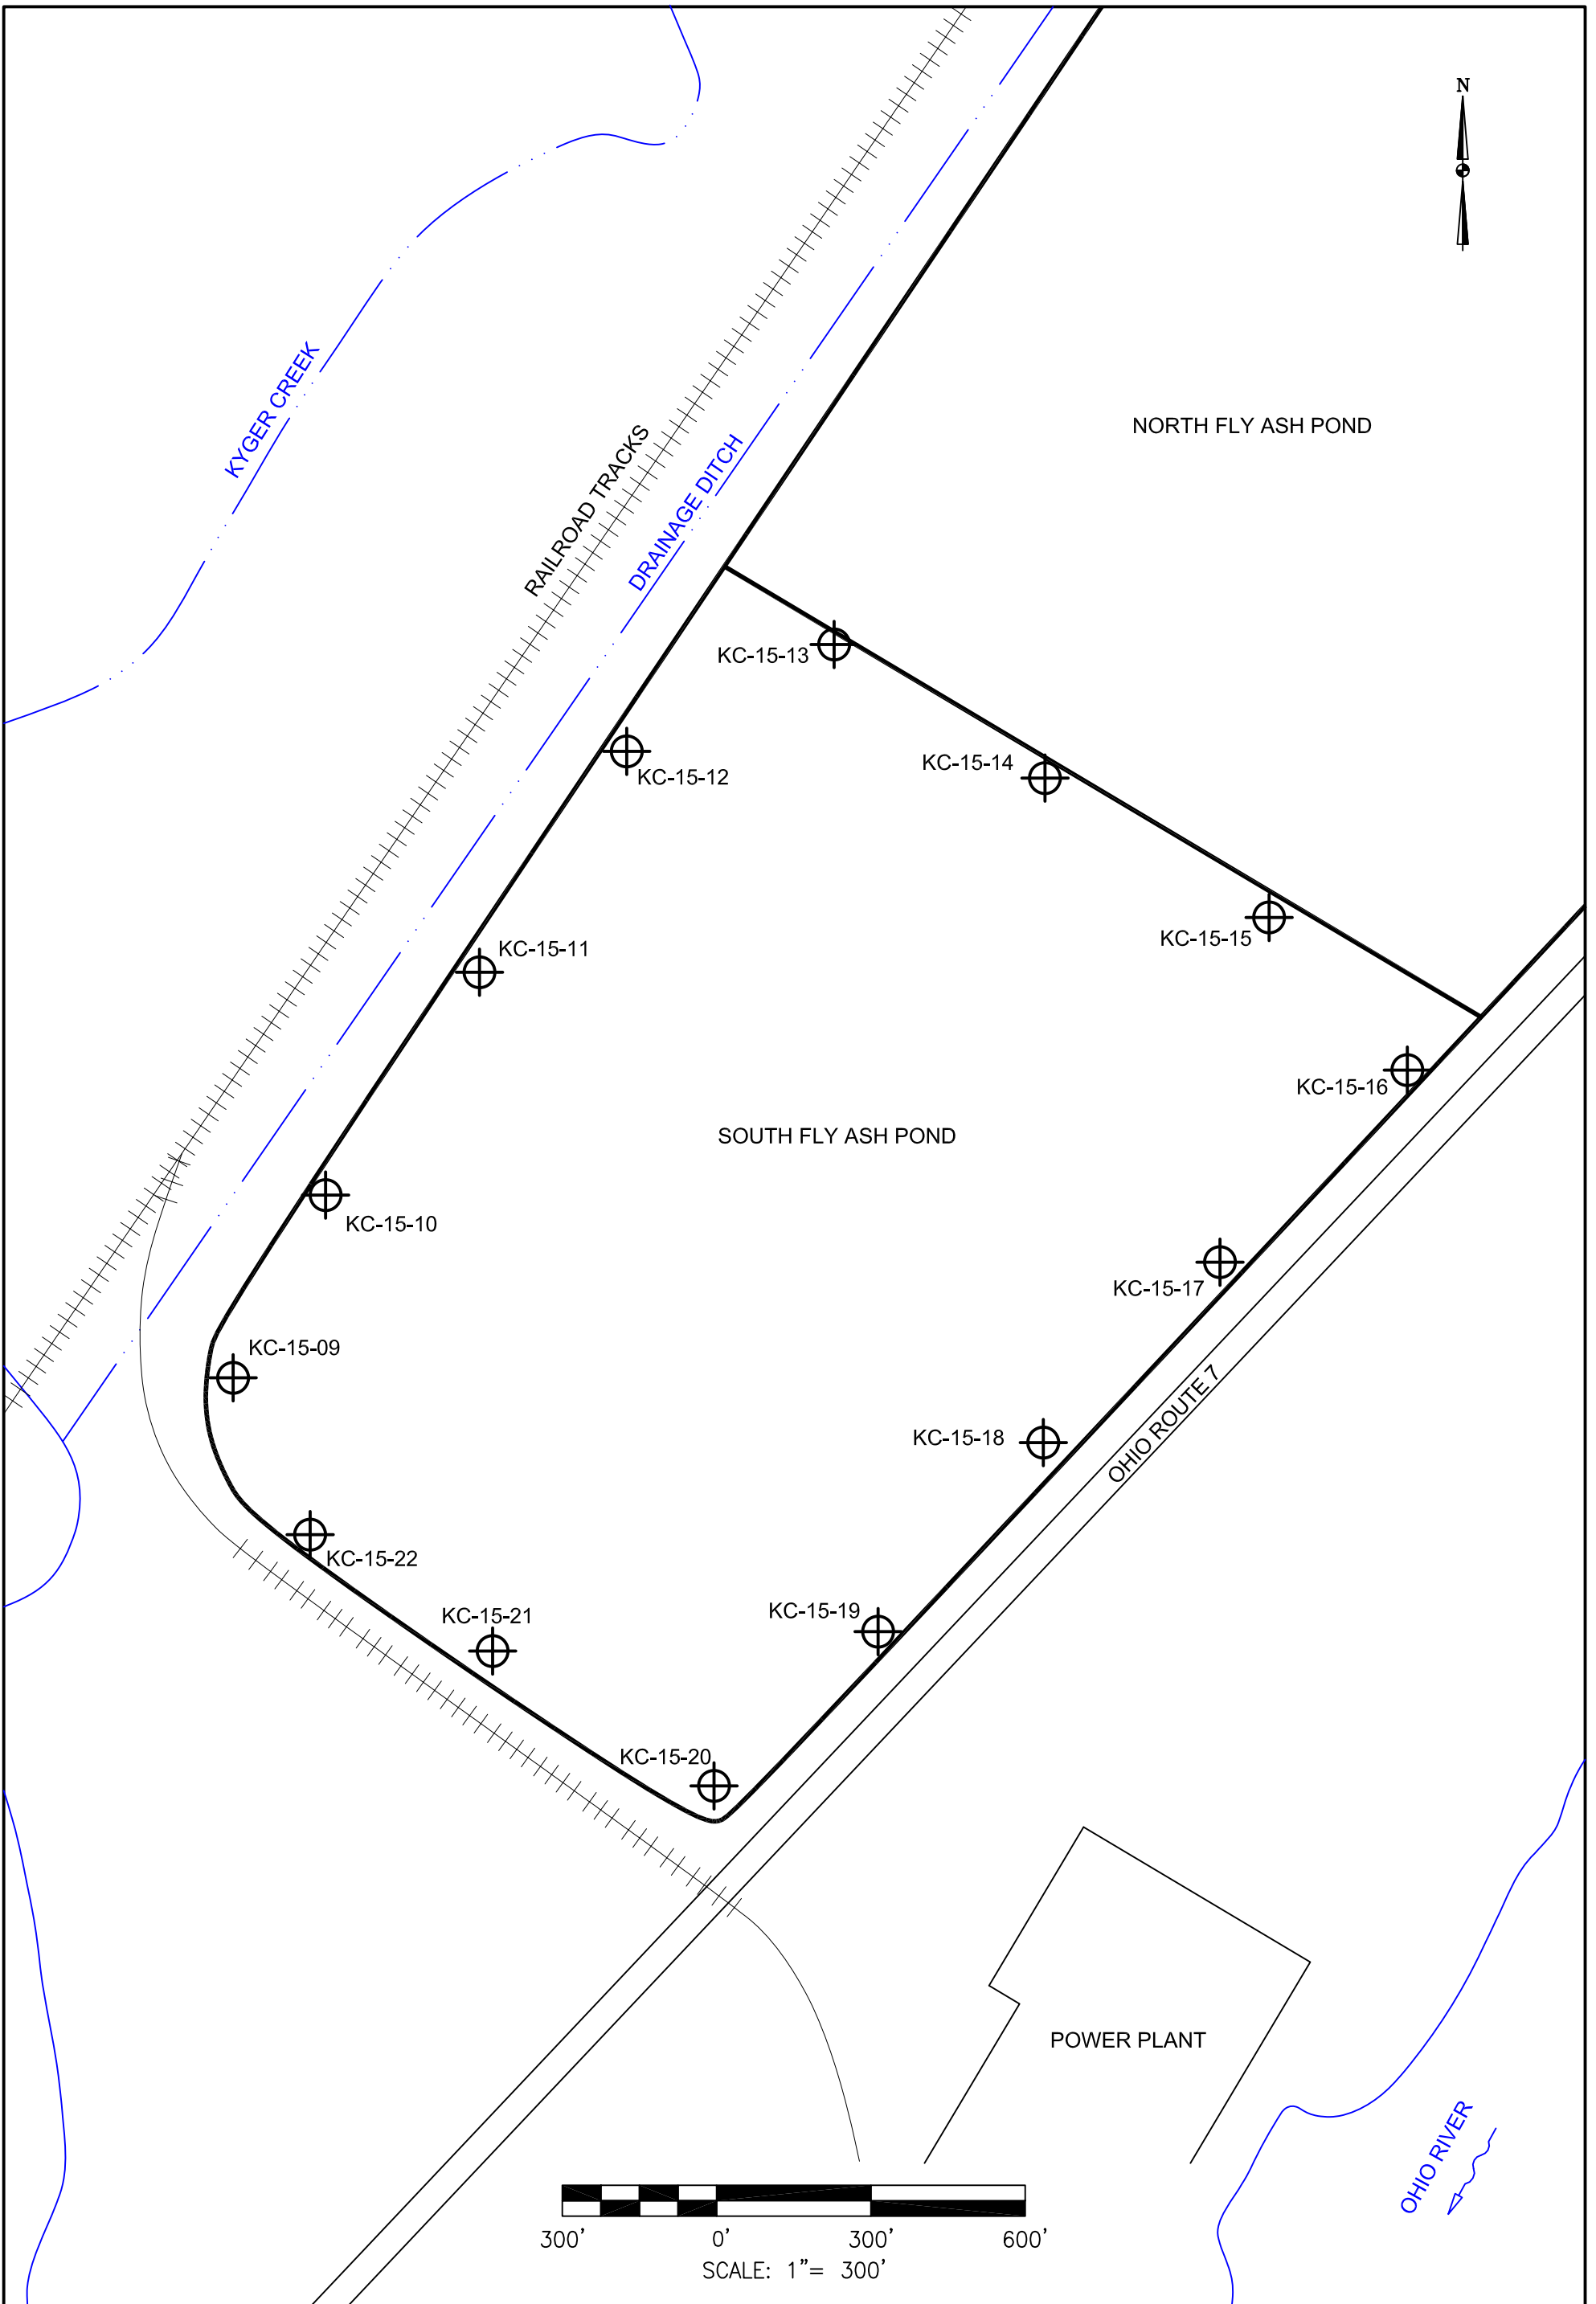 N
KYGER CREEK
RAILROAD TRACKS
DRAINAGE DITCH
NORTH FLY ASH POND
KC-15-13
KC-15-12
KC-15-14
KC-15-11
KC-15-15
KC-15-16
SOUTH FLY ASH POND
KC-15-10
KC-15-17
KC-15-09
KC-15-18
OHIO ROUTE 7
KC-15-22
KC-15-21
KC-15-19
KC-15-20
POWER PLANT
OHIO RIVER
300' 0' 300' 600'
SCALE: 1"= 300'